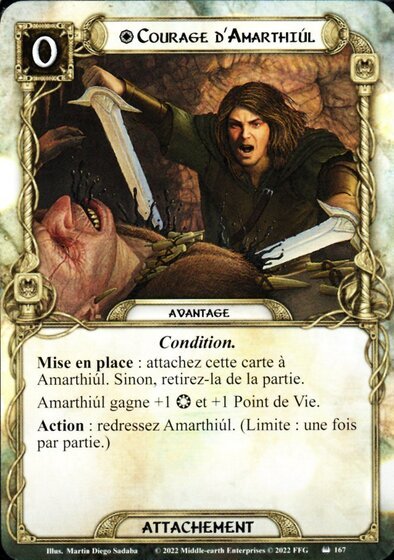 0
COURAGE D'AMARTHIÚL
AVANTAGE
Condition.
Mise en place : attachez cette carte à
Amarthiúl. Sinon, retirez-la de la partie.
Amarthiúl gagne +1 et +1 Point de Vie.
Action : redressez Amarthiúl. (Limite : une fois
par partie.)
ATTACHEMENT
Illus. Martin Diego Sadaba © 2022 Middle-earth Enterprises © 2022 FFG 167